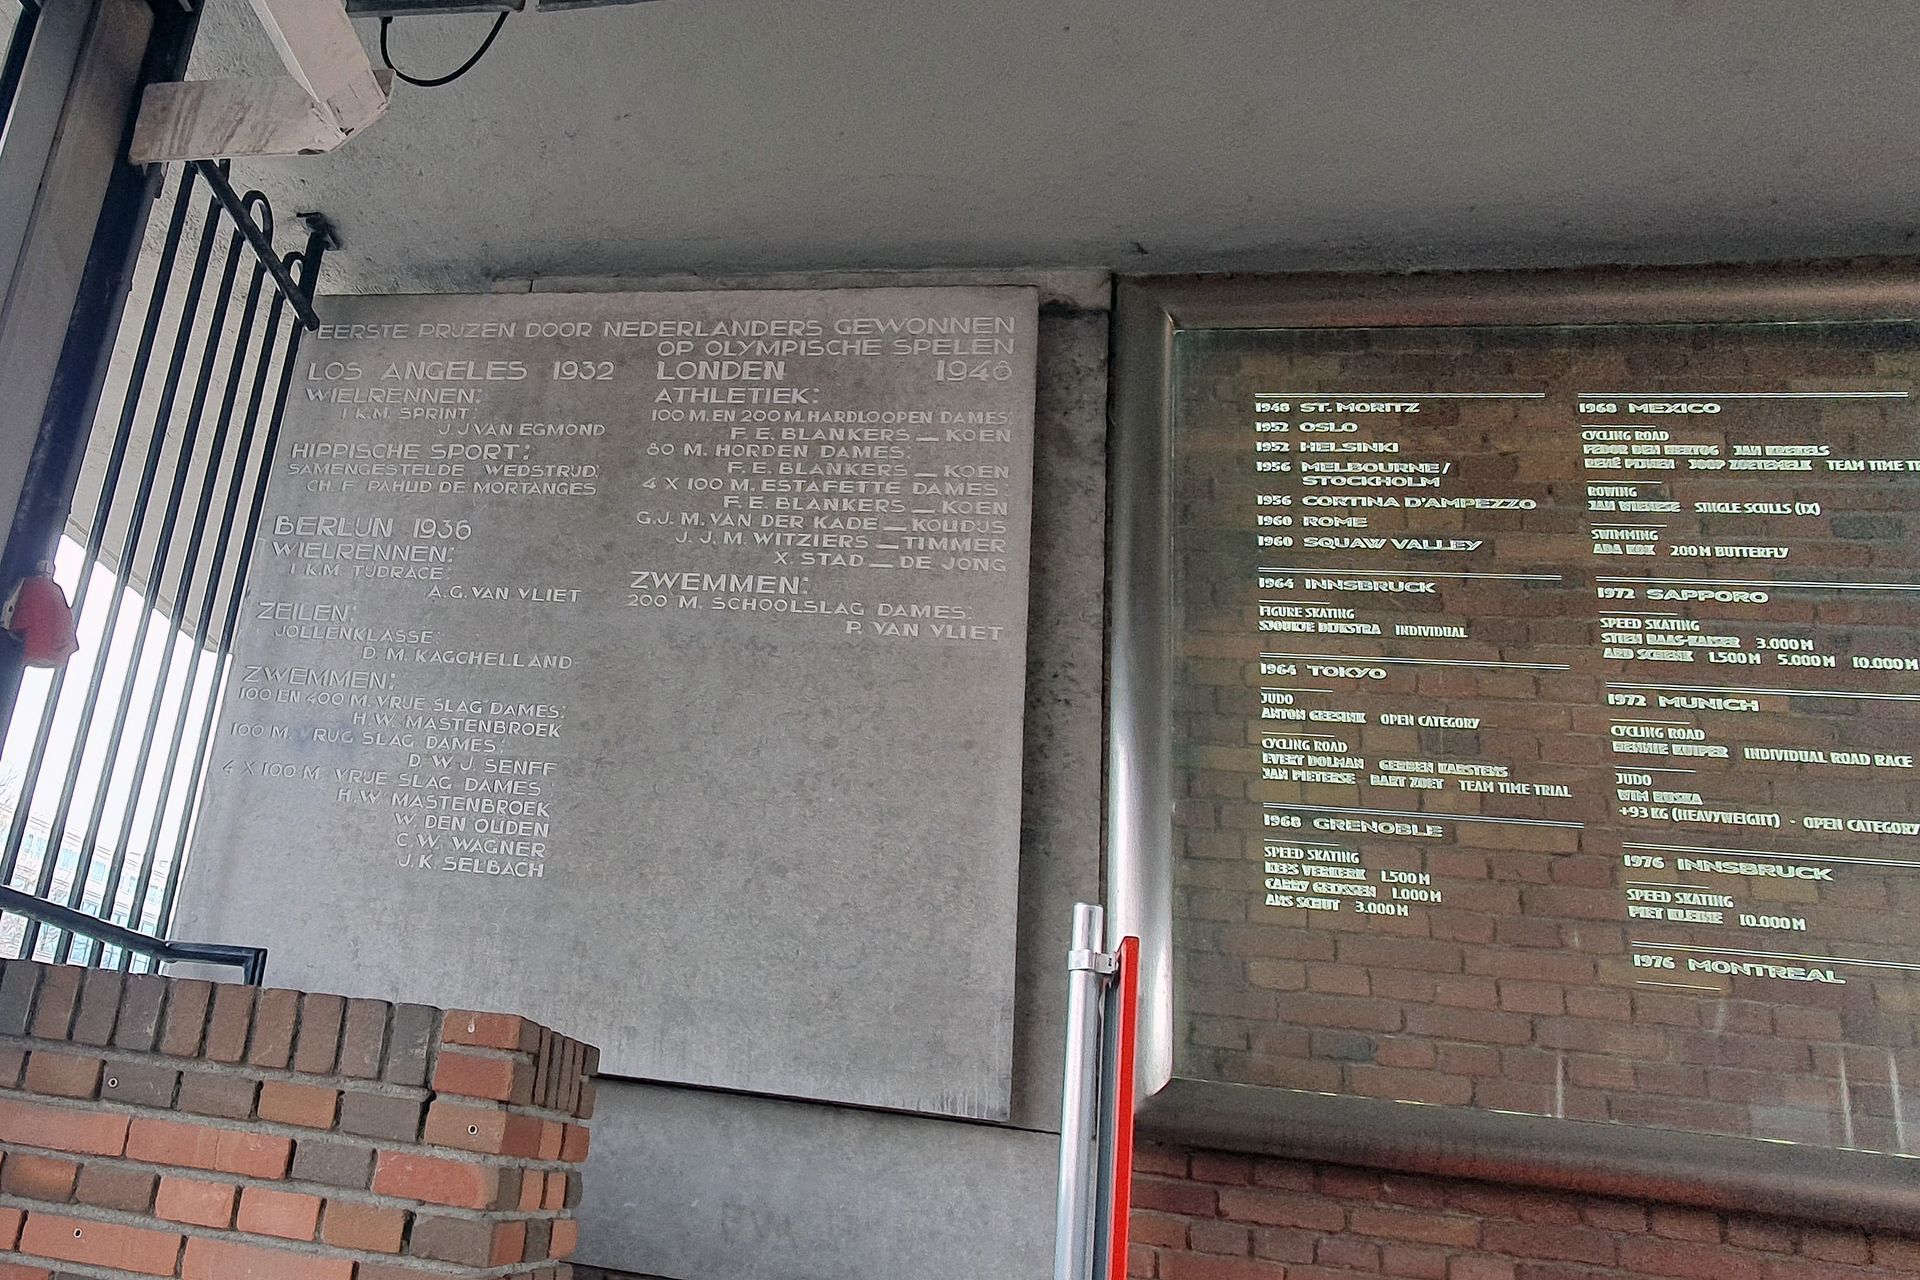 EERSTE PRIJZEN DOOR NEDERLANDERS GEWONNEN
OP OLYMPISCHE SPELEN
LOS ANGELES 1932
WIELRENNEN:
1 K.M. SPRINT:
J.J VAN EGMOND
HIPPISCHE SPORT:
SAMENGESTELDE WEDSTRIJD:
CH. F. PAHUD DE MORTANGES
BERLIJN 1936
WIELRENNEN:
1 K.M. TIJDRACE:
A.G. VAN VLIET
ZEILEN:
JOLLENKLASSE:
D. M. KAGCHELLAND
ZWEMMEN:
100 EN 400 M. VRIJE SLAG DAMES:
H.W. MASTENBROEK
100 M. RUG SLAG DAMES:
D. W. J. SENFF
4 X 100 M. VRIJE SLAG DAMES:
H.W. MASTENBROEK
W. DEN OUDEN
C. W. WAGNER
J. K. SELBACH
LONDEN 1948
ATHLETIEK:
100 M. EN 200 M. HARDLOOPEN DAMES:
F. E. BLANKERS — KOEN
80 M. HORDEN DAMES:
F. E. BLANKERS — KOEN
4 X 100 M. ESTAFETTE DAMES:
F. E. BLANKERS — KOEN
G.J. M. VAN DER KADE — KOUDIJS
J. J. M. WITZIERS — TIMMER
X. STAD — DE JONG
ZWEMMEN:
200 M. SCHOOLSLAG DAMES:
P. VAN VLIET
1948 ST. MORITZ
1952 OSLO
1952 HELSINKI
1956 MELBOURNE /
STOCKHOLM
1956 CORTINA D'AMPEZZO
1960 ROME
1960 SQUAW VALLEY
1964 INNSBRUCK
FIGURE SKATING
SJOUKJE DIJKSTRA INDIVIDUAL
1964 TOKYO
JUDO
ANTON GEESINK OPEN CATEGORY
CYCLING ROAD
EVERT DOLMAN GERBEN KARSTENS
JAN PIETERSE BART ZOET TEAM TIME TRIAL
1968 GRENOBLE
SPEED SKATING
KEES VERKERK 1.500 M
CARRY GEIJSSEN 1.000 M
ANS SCHUT 3.000 M
1968 MEXICO
CYCLING ROAD
FEDOR DEN HERTOG JAN KREKELS
RENÉ PIJNEN JOOP ZOETEMELK TEAM TIME
ROWING
JAN WIENESE SINGLE SCULLS (1X)
SWIMMING
ADA KOK 200 M BUTTERFLY
1972 SAPPORO
SPEED SKATING
STIEN BAAS-KAISER 3.000 M
ARD SCHENK 1.500 M 5.000 M 10.000 M
1972 MUNICH
CYCLING ROAD
HENNIE KUIPER INDIVIDUAL ROAD RACE
JUDO
WIM RUSKA
+93 KG (HEAVYWEIGHT) - OPEN CATEGORY
1976 INNSBRUCK
SPEED SKATING
PIET KLEINE 10.000 M
1976 MONTREAL